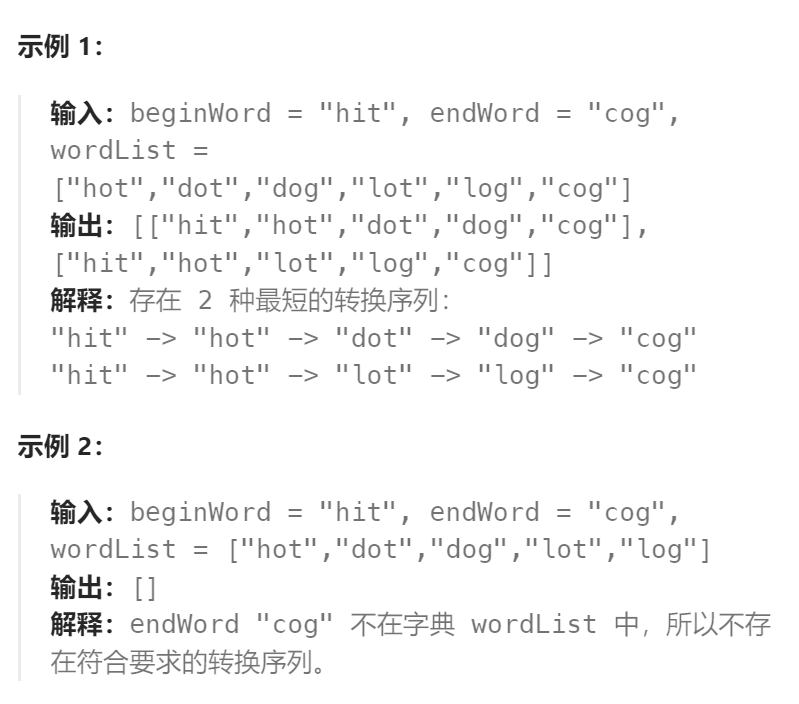 示例 1：
输入：beginWord = "hit", endWord = "cog",
wordList =
["hot","dot","dog","lot","log","cog"]
输出：[["hit","hot","dot","dog","cog"],
["hit","hot","lot","log","cog"]]
解释：存在 2 种最短的转换序列：
"hit" -> "hot" -> "dot" -> "dog" -> "cog"
"hit" -> "hot" -> "lot" -> "log" -> "cog"
示例 2：
输入：beginWord = "hit", endWord = "cog",
wordList = ["hot","dot","dog","lot","log"]
输出：[]
解释：endWord "cog" 不在字典 wordList 中，所以不存
在符合要求的转换序列。